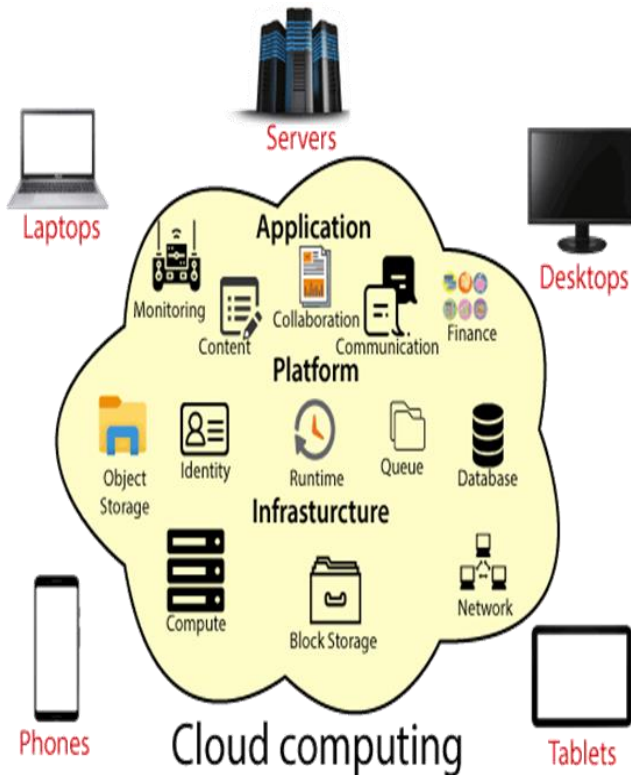 Servers
Laptops
Desktops
Application
Monitoring
Content
Collaboration
Communication
Finance
Platform
Object
Storage
Identity
Runtime
Queue
Database
Infrasturcture
Compute
Block Storage
Network
Phones
Cloud computing
Tablets